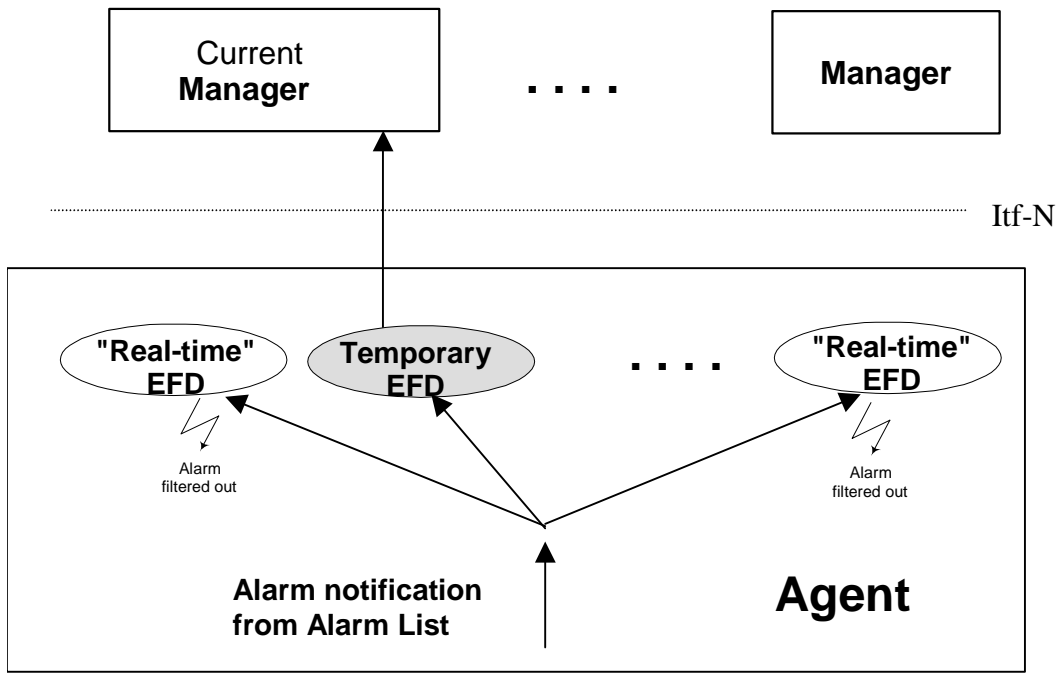 Current
Manager
. . . .
Manager
Itf-N
"Real-time"
EFD
Temporary
EFD
. . . .
"Real-time"
EFD
Alarm
filtered out
Alarm
filtered out
Alarm notification
from Alarm List
Agent